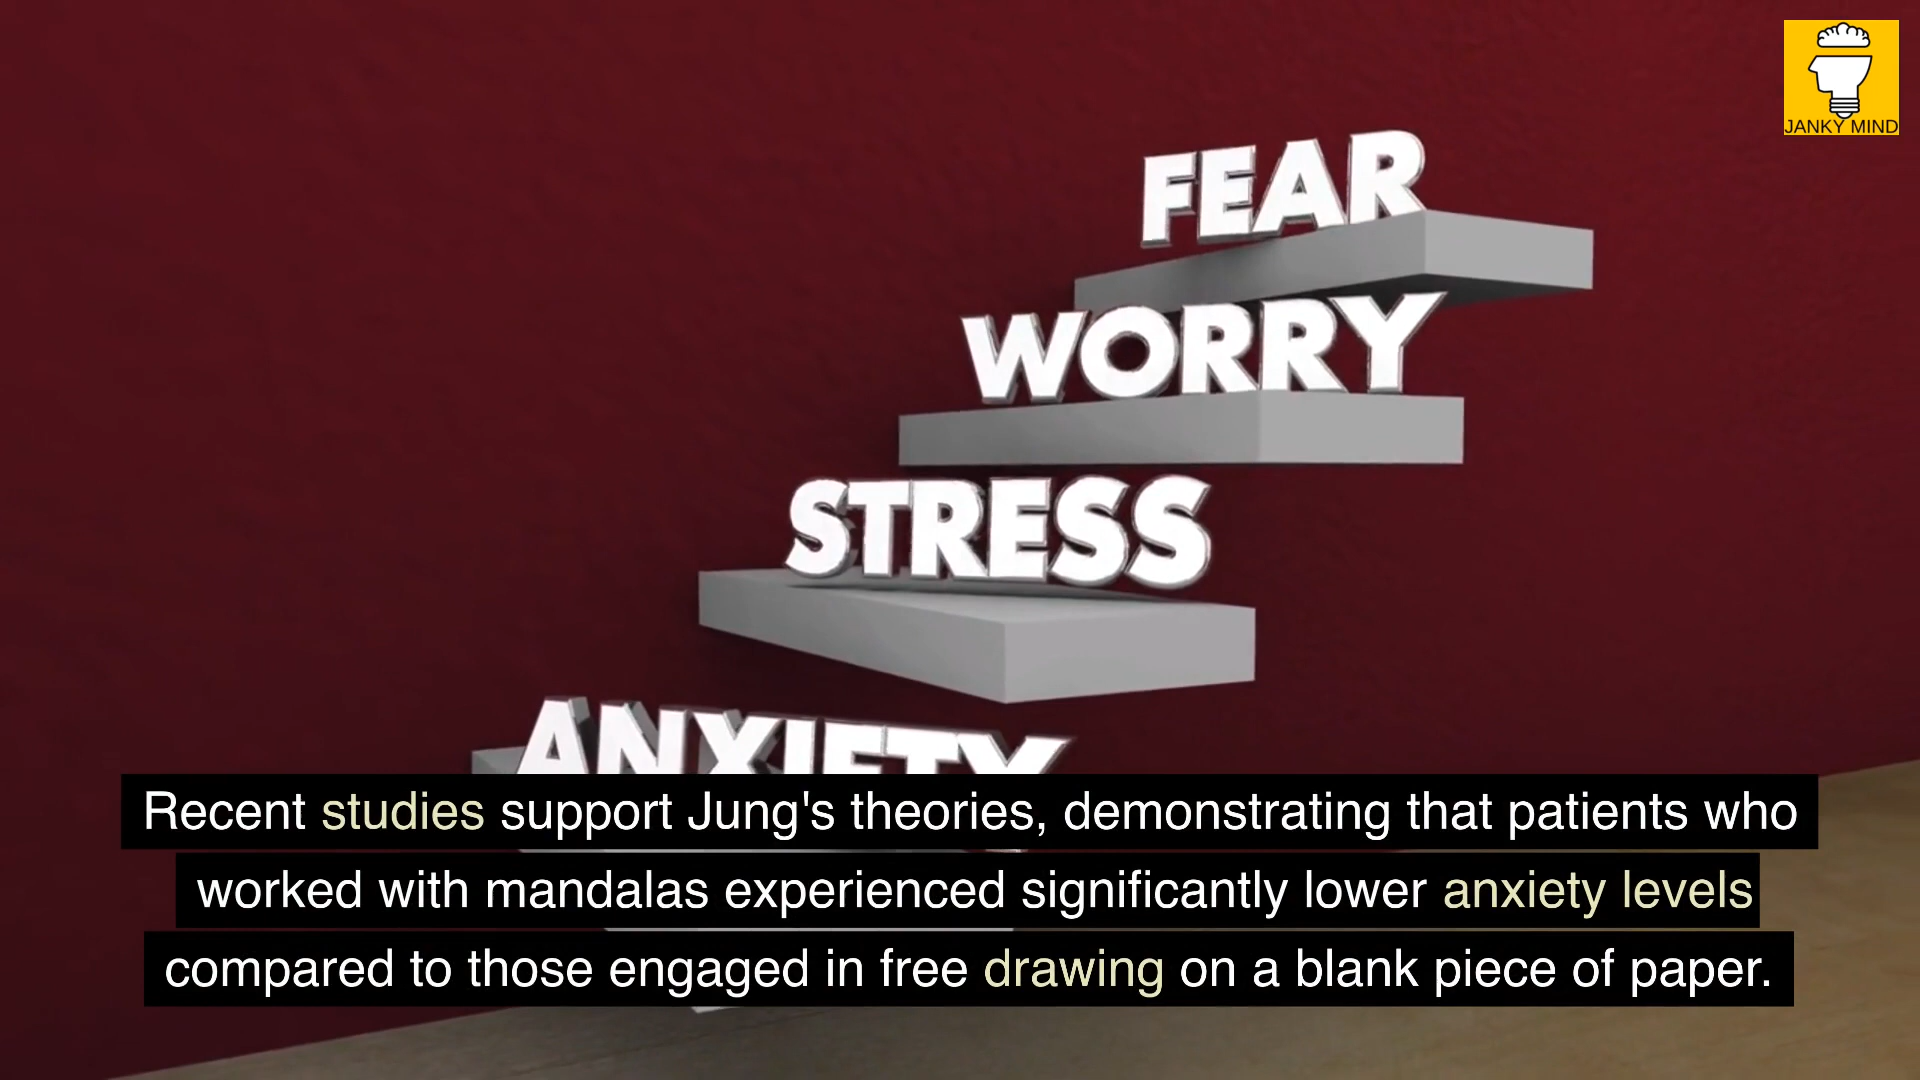 JANKY MIND
FEAR
WORRY
STRESS
ANXIETY
Recent studies support Jung's theories, demonstrating that patients who
worked with mandalas experienced significantly lower anxiety levels
compared to those engaged in free drawing on a blank piece of paper.